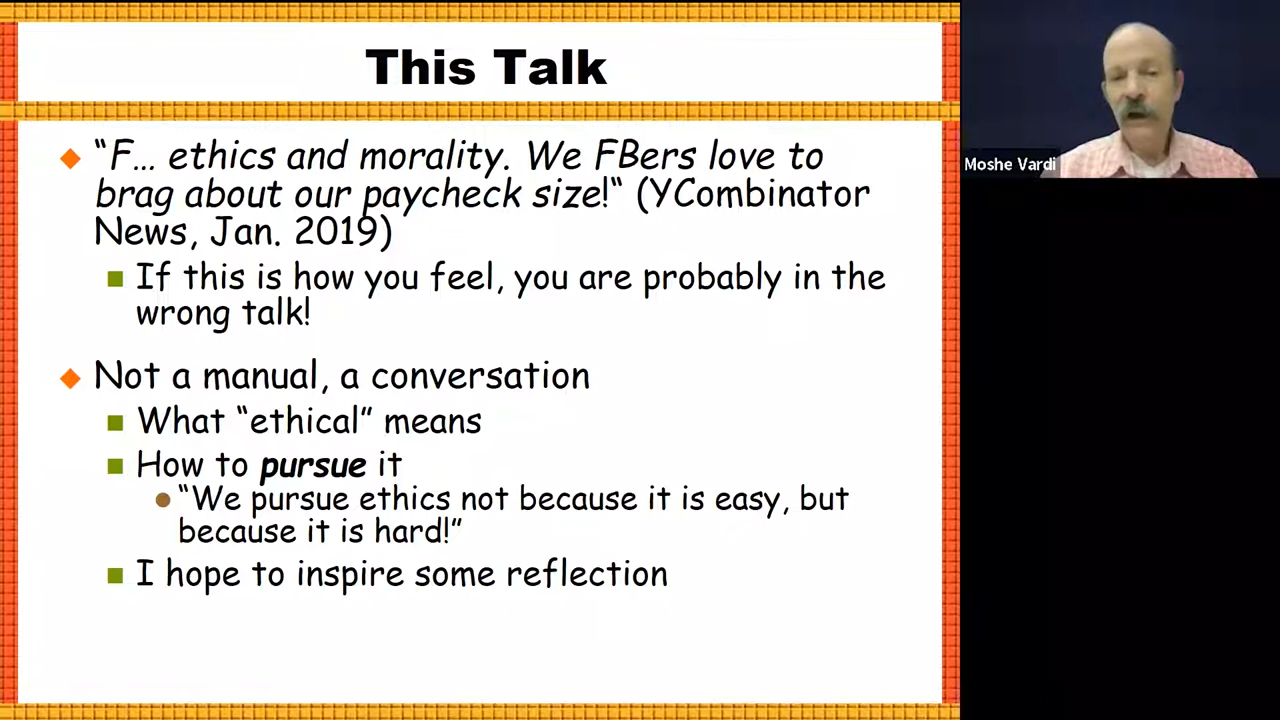 This Talk
“F... ethics and morality. We FBers love to
brag about our paycheck size!“ (YCombinator
News, Jan. 2019)
If this is how you feel, you are probably in the
wrong talk!
Not a manual, a conversation
What “ethical” means
How to pursue it
“We pursue ethics not because it is easy, but
because it is hard!”
I hope to inspire some reflection
Moshe Vardi